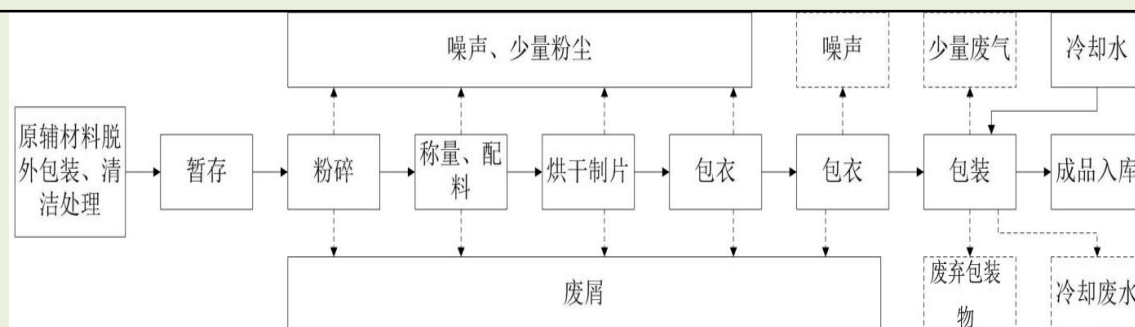 噪声、少量粉尘
噪声
少量废气
冷却水
原辅材料脱
外包装、清
洁处理
暂存
粉碎
称量、配
料
烘干制片
包衣
包衣
包装
成品入库
废屑
废弃包装
物
冷却废水